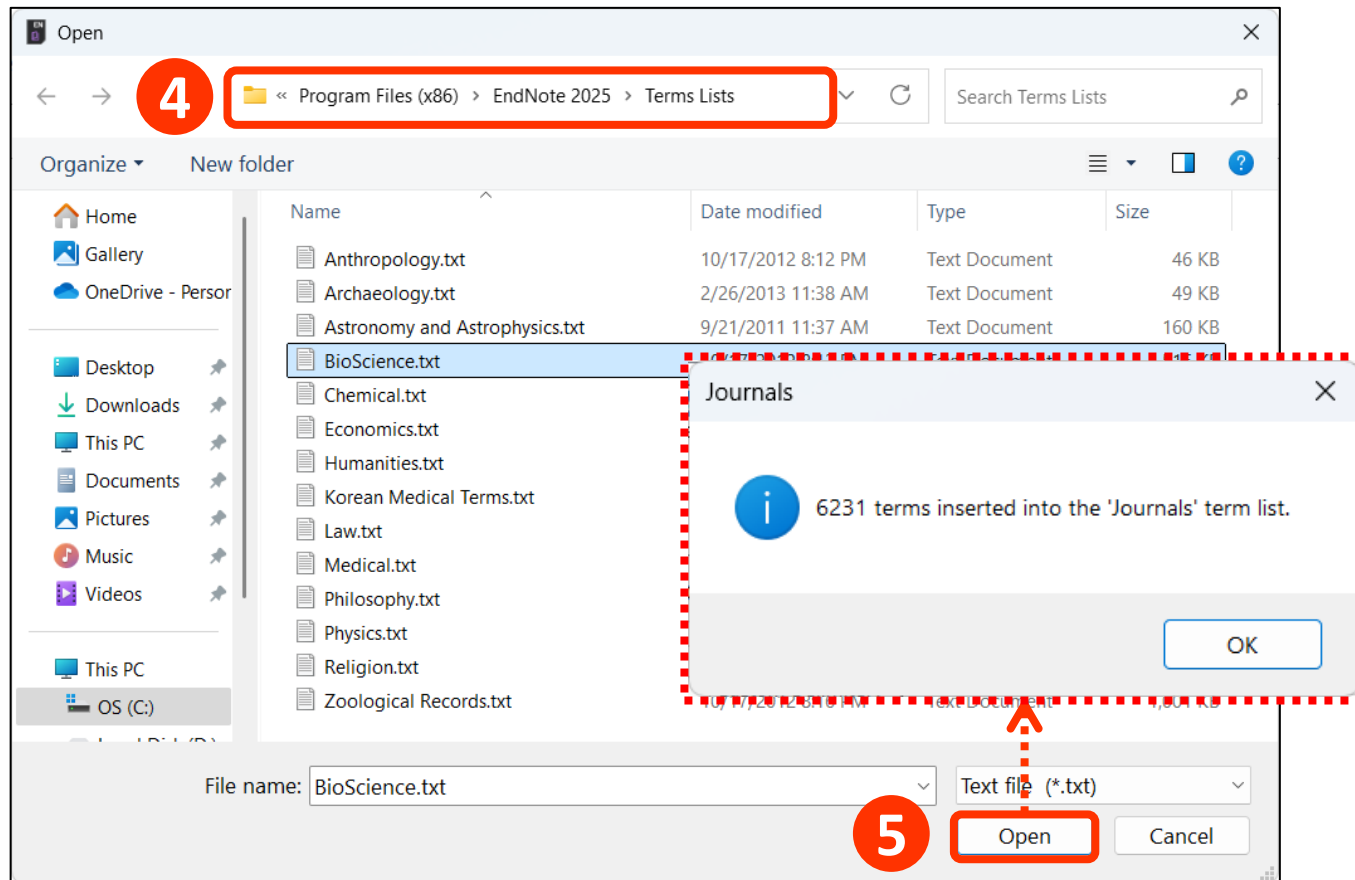 EN
Open
4
« Program Files (x86) > EndNote 2025 > Terms Lists
Search Terms Lists
Organize
New folder
Home
Gallery
OneDrive - Persor
Desktop
Downloads
This PC
Documents
Pictures
Music
Videos
This PC
OS (C:)
Name Date modified Type Size
Anthropology.txt 10/17/2012 8:12 PM Text Document 46 KB
Archaeology.txt 2/26/2013 11:38 AM Text Document 49 KB
Astronomy and Astrophysics.txt 9/21/2011 11:37 AM Text Document 160 KB
BioScience.txt
Chemical.txt
Economics.txt
Humanities.txt
Korean Medical Terms.txt
Law.txt
Medical.txt
Philosophy.txt
Physics.txt
Religion.txt
Zoological Records.txt
Journals
6231 terms inserted into the 'Journals' term list.
OK
File name: BioScience.txt
Text file (*.txt)
5
Open
Cancel